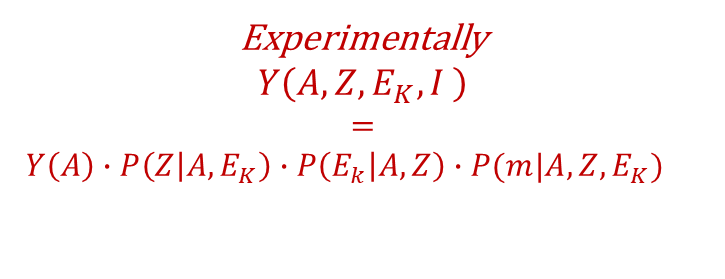 Experimentally
Y(A, Z, E_K, I )
=
Y(A) · P(Z|A, E_K) · P(E_k|A, Z) · P(m|A, Z, E_K)